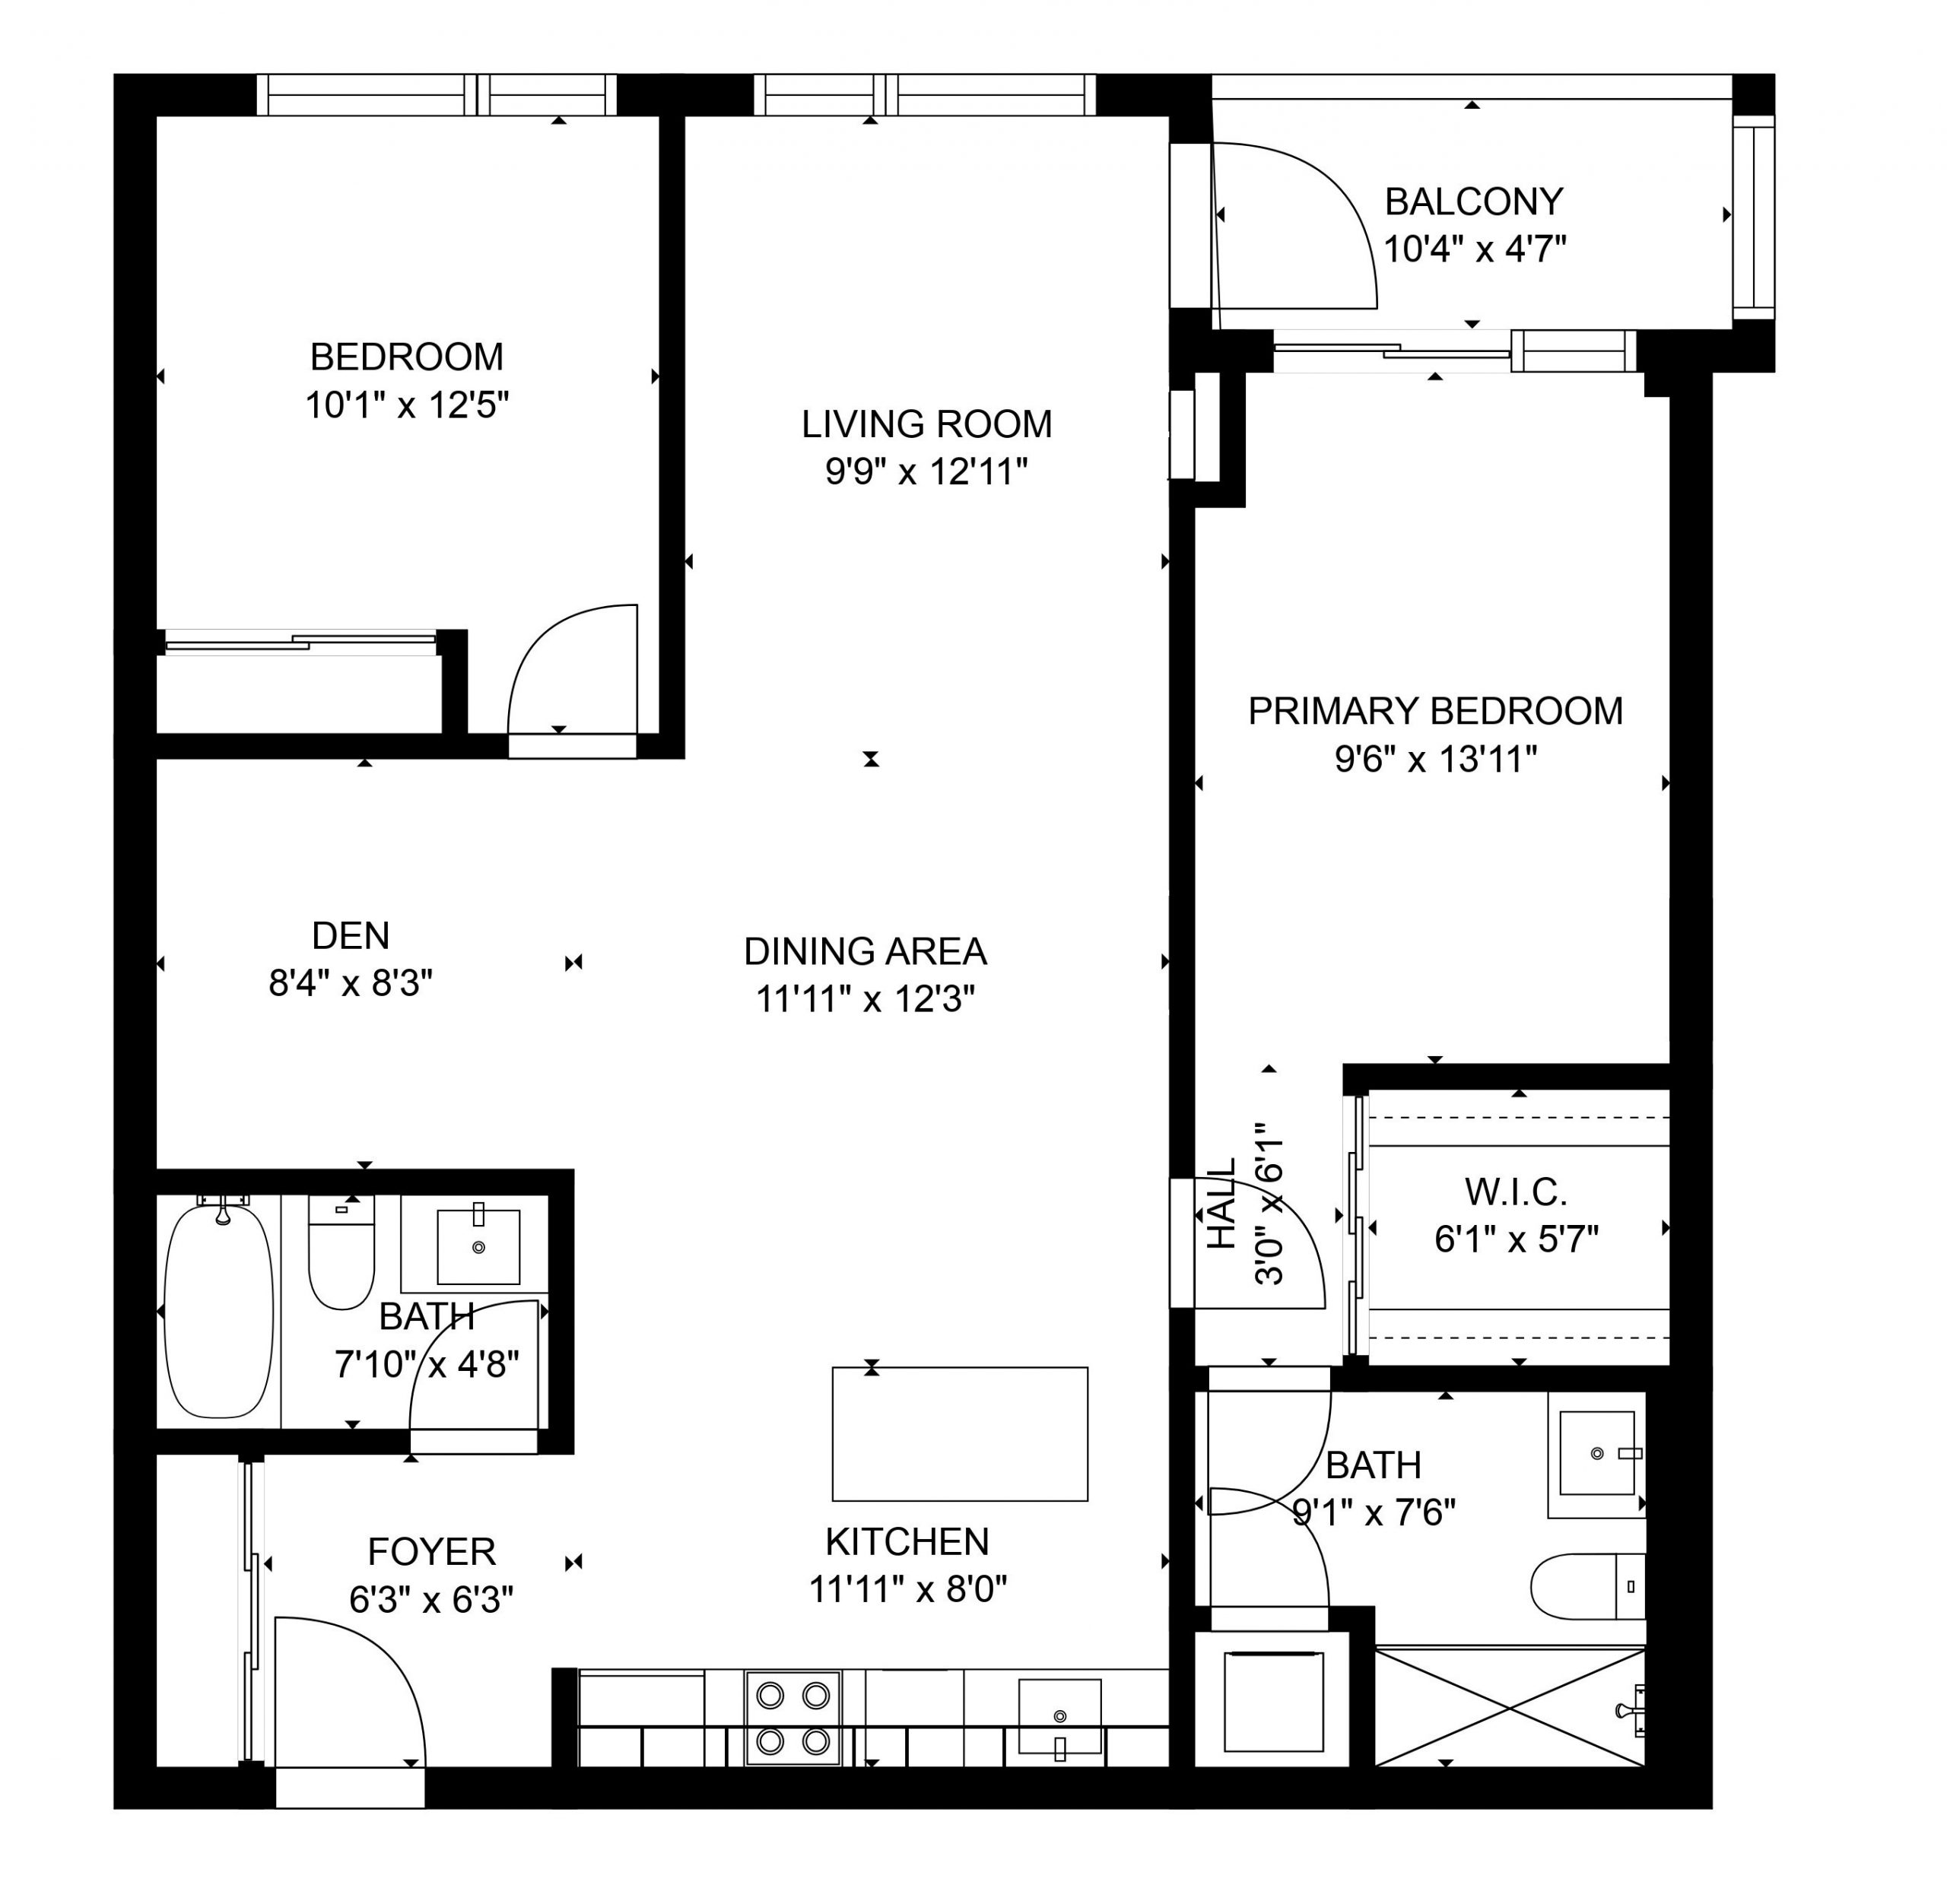 BALCONY
10'4" x 4'7"
BEDROOM
10'1" x 12'5"
LIVING ROOM
9'9" x 12'11"
PRIMARY BEDROOM
9'6" x 13'11"
DEN
8'4" x 8'3"
DINING AREA
11'11" x 12'3"
HALL
3'0" x 6'1"
W.I.C.
6'1" x 5'7"
BATH
7'10" x 4'8"
BATH
9'1" x 7'6"
FOYER
6'3" x 6'3"
KITCHEN
11'11" x 8'0"